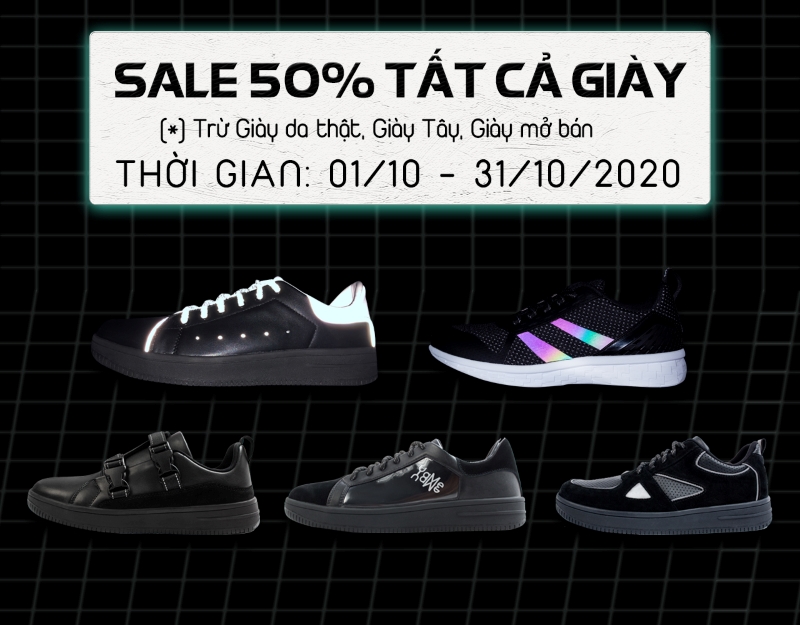 SALE 50% TẤT CẢ GIÀY
(*) Trừ Giày da thật, Giày Tây, Giày mở bán
THỜI GIAN: 01/10 - 31/10/2020